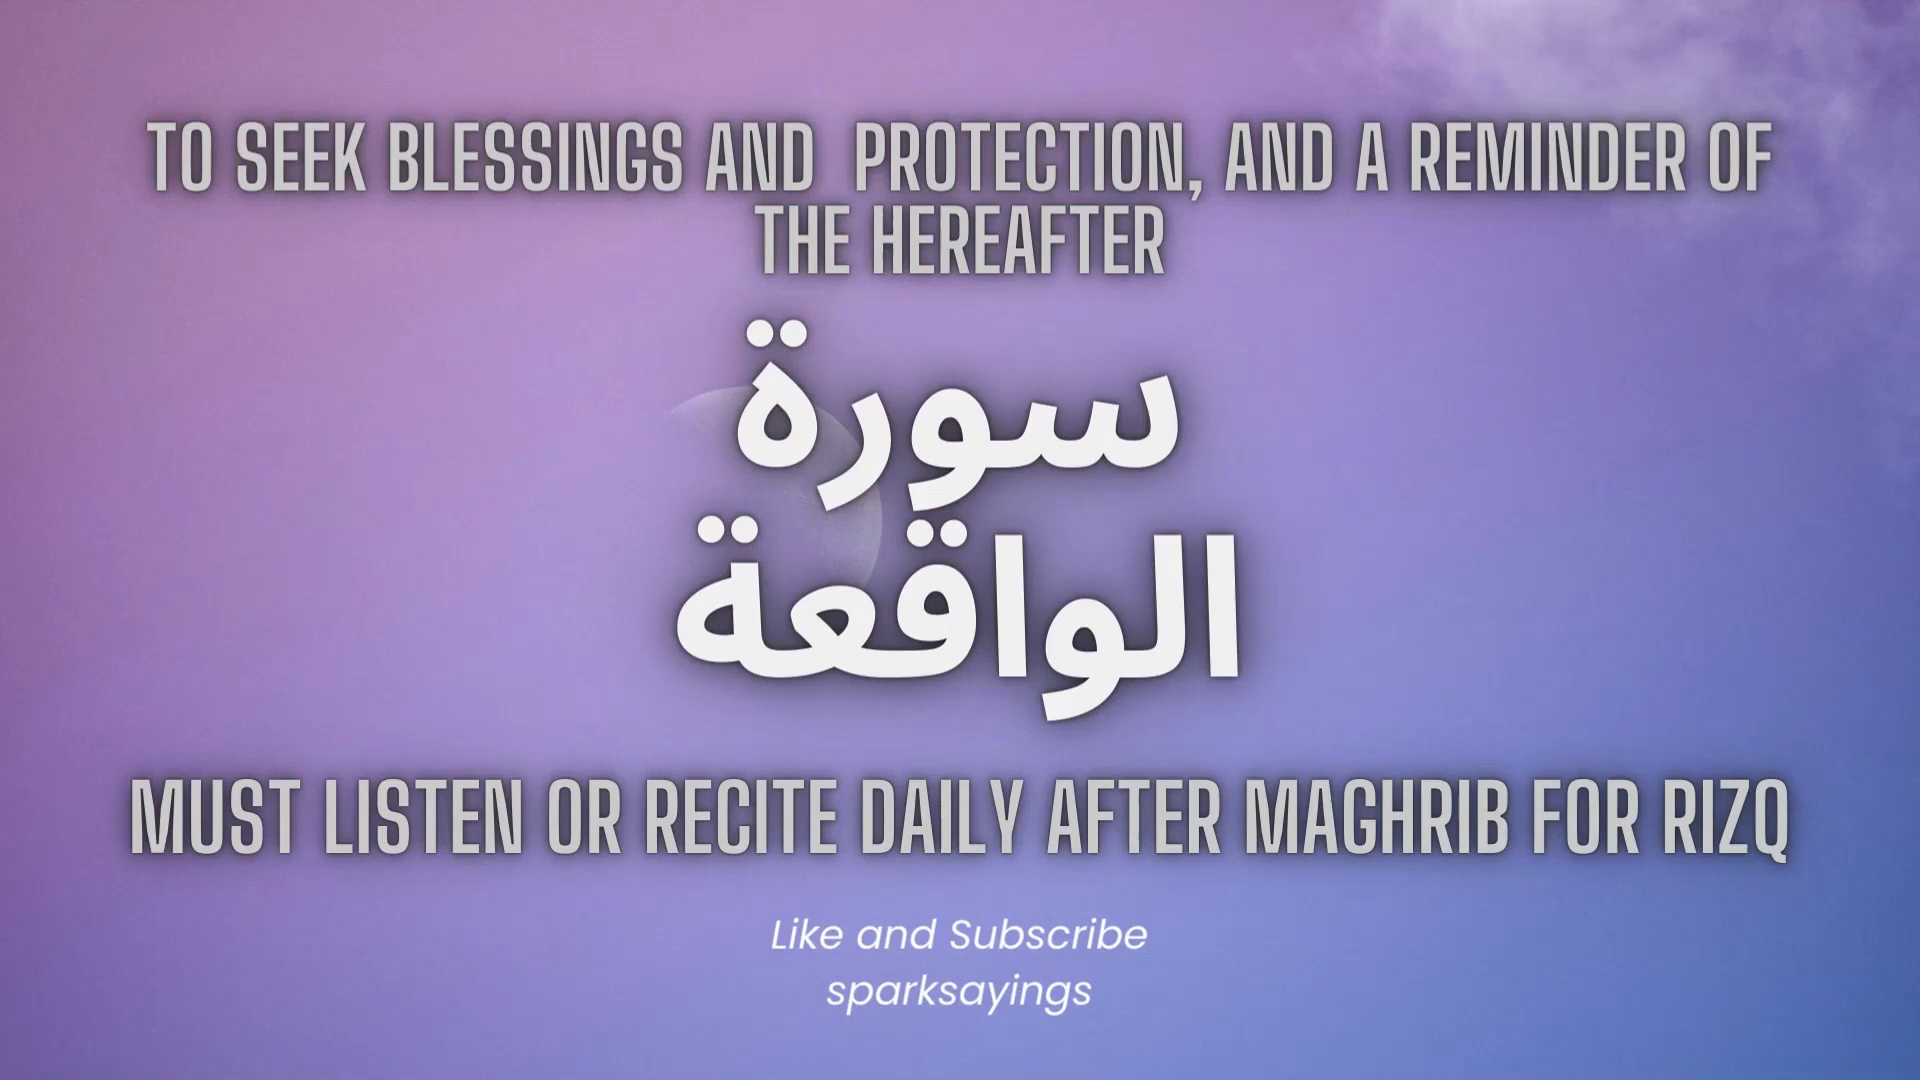 TO SEEK BLESSINGS AND PROTECTION, AND A REMINDER OF
THE HEREAFTER
سورة
الواقعة
MUST LISTEN OR RECITE DAILY AFTER MAGHRIB FOR RIZQ
Like and Subscribe
sparksayings